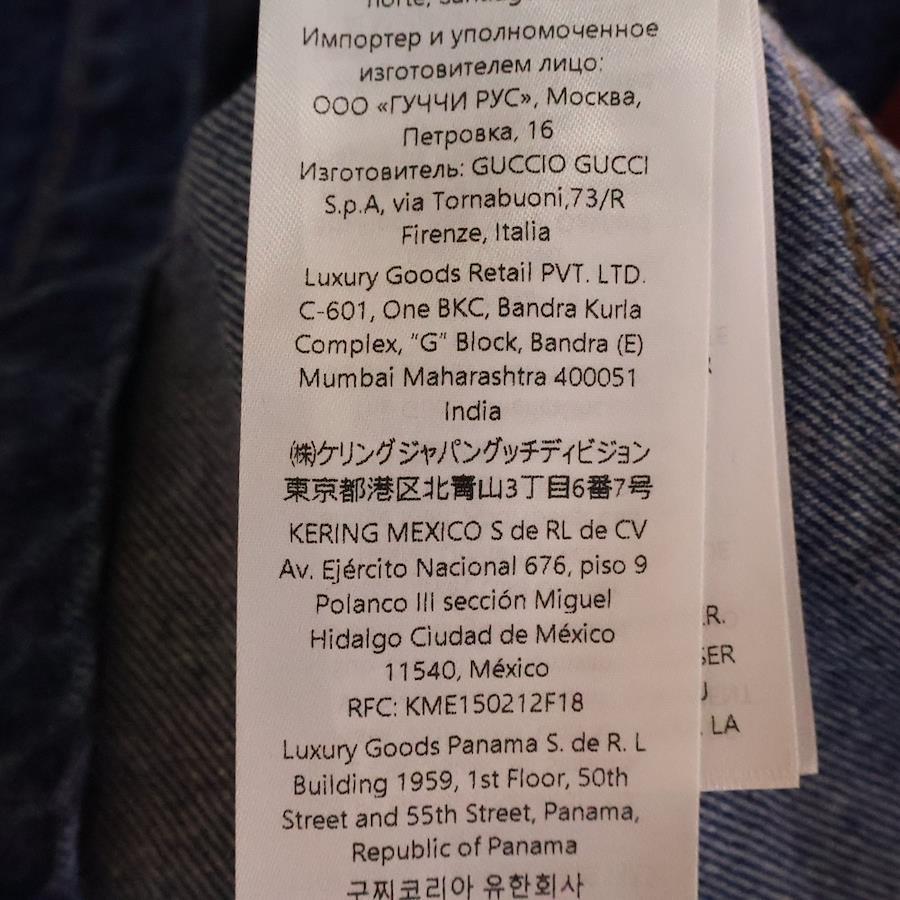 norte, Santiago
Импортер и уполномоченное
изготовителем лицо:
ООО «ГУЧЧИ РУС», Москва,
Петровка, 16
Изготовитель: GUCCIO GUCCI
S.p.A, via Tornabuoni,73/R
Firenze, Italia
Luxury Goods Retail PVT. LTD.
C-601, One BKC, Bandra Kurla
Complex, "G" Block, Bandra (E)
Mumbai Maharashtra 400051
India
㈱ケリングジャパングッチディビジョン
東京都港区北青山3丁目6番7号
KERING MEXICO S de RL de CV
Av. Ejército Nacional 676, piso 9
Polanco III sección Miguel
Hidalgo Ciudad de México
11540, México
RFC: KME150212F18
Luxury Goods Panama S. de R. L
Building 1959, 1st Floor, 50th
Street and 55th Street, Panama,
Republic of Panama
구찌코리아 유한회사
LA